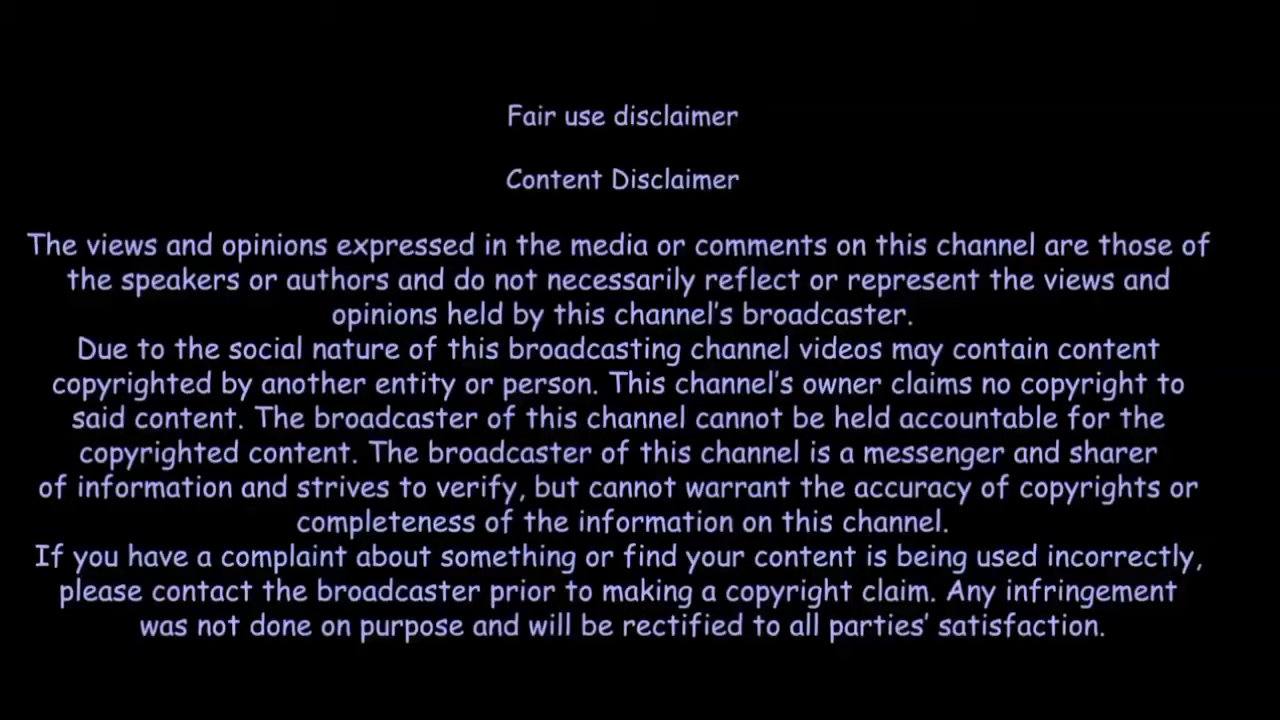 Fair use disclaimer
Content Disclaimer
The views and opinions expressed in the media or comments on this channel are those of
the speakers or authors and do not necessarily reflect or represent the views and
opinions held by this channel's broadcaster.
Due to the social nature of this broadcasting channel videos may contain content
copyrighted by another entity or person. This channel's owner claims no copyright to
said content. The broadcaster of this channel cannot be held accountable for the
copyrighted content. The broadcaster of this channel is a messenger and sharer
of information and strives to verify, but cannot warrant the accuracy of copyrights or
completeness of the information on this channel.
If you have a complaint about something or find your content is being used incorrectly,
please contact the broadcaster prior to making a copyright claim. Any infringement
was not done on purpose and will be rectified to all parties' satisfaction.